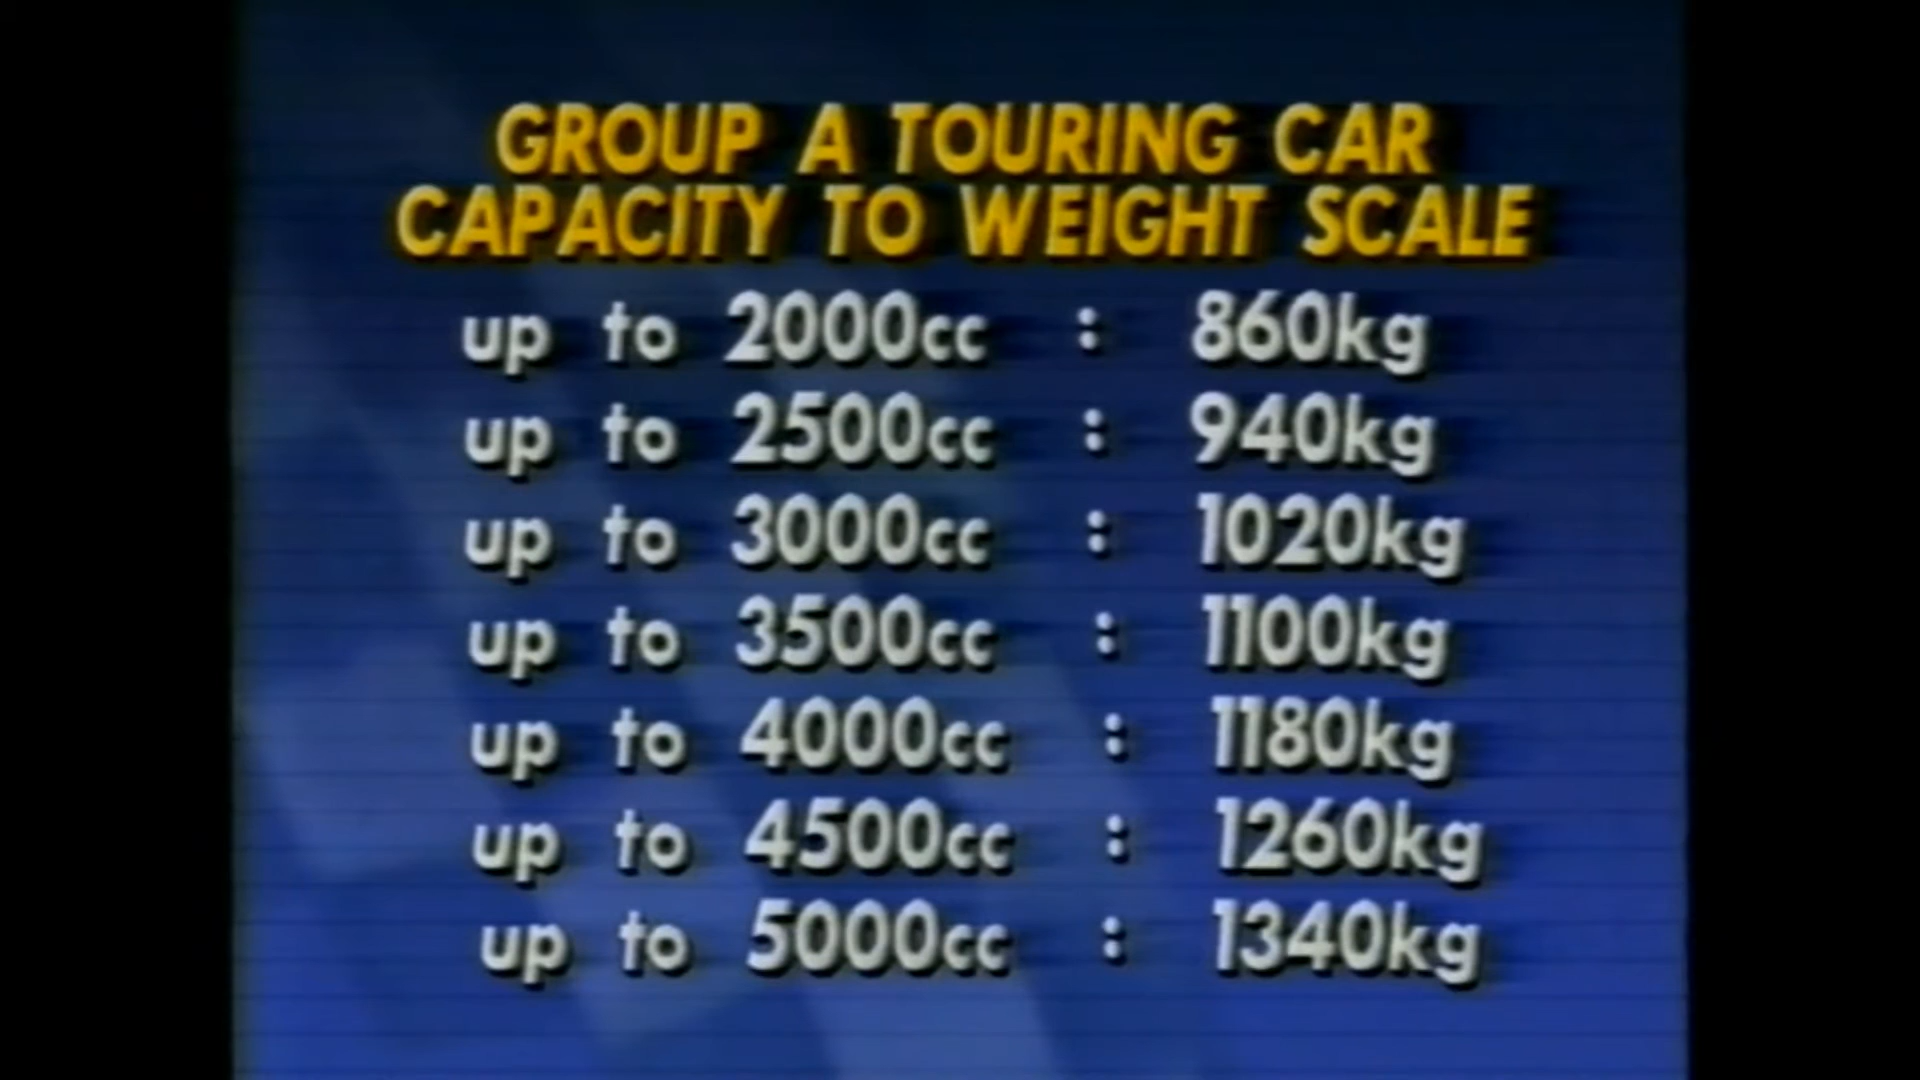 GROUP A TOURING CAR
CAPACITY TO WEIGHT SCALE
up to 2000cc : 860kg
up to 2500cc : 940kg
up to 3000cc : 1020kg
up to 3500cc : 1100kg
up to 4000cc : 1180kg
up to 4500cc : 1260kg
up to 5000cc : 1340kg